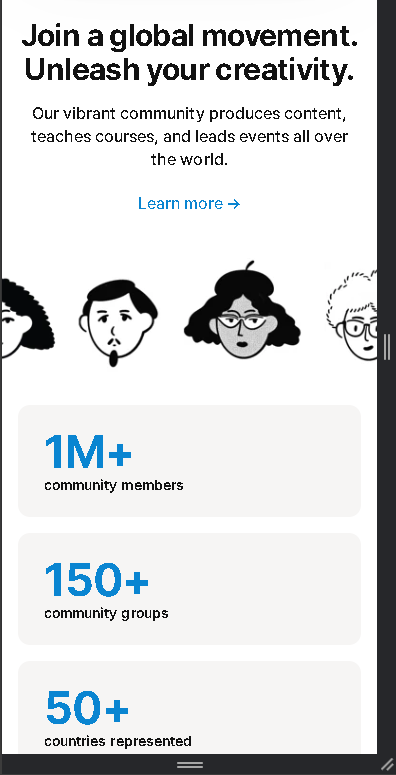 Join a global movement.
Unleash your creativity.
Our vibrant community produces content,
teaches courses, and leads events all over
the world.
Learn more →
1M+
community members
150+
community groups
50+
countries represented